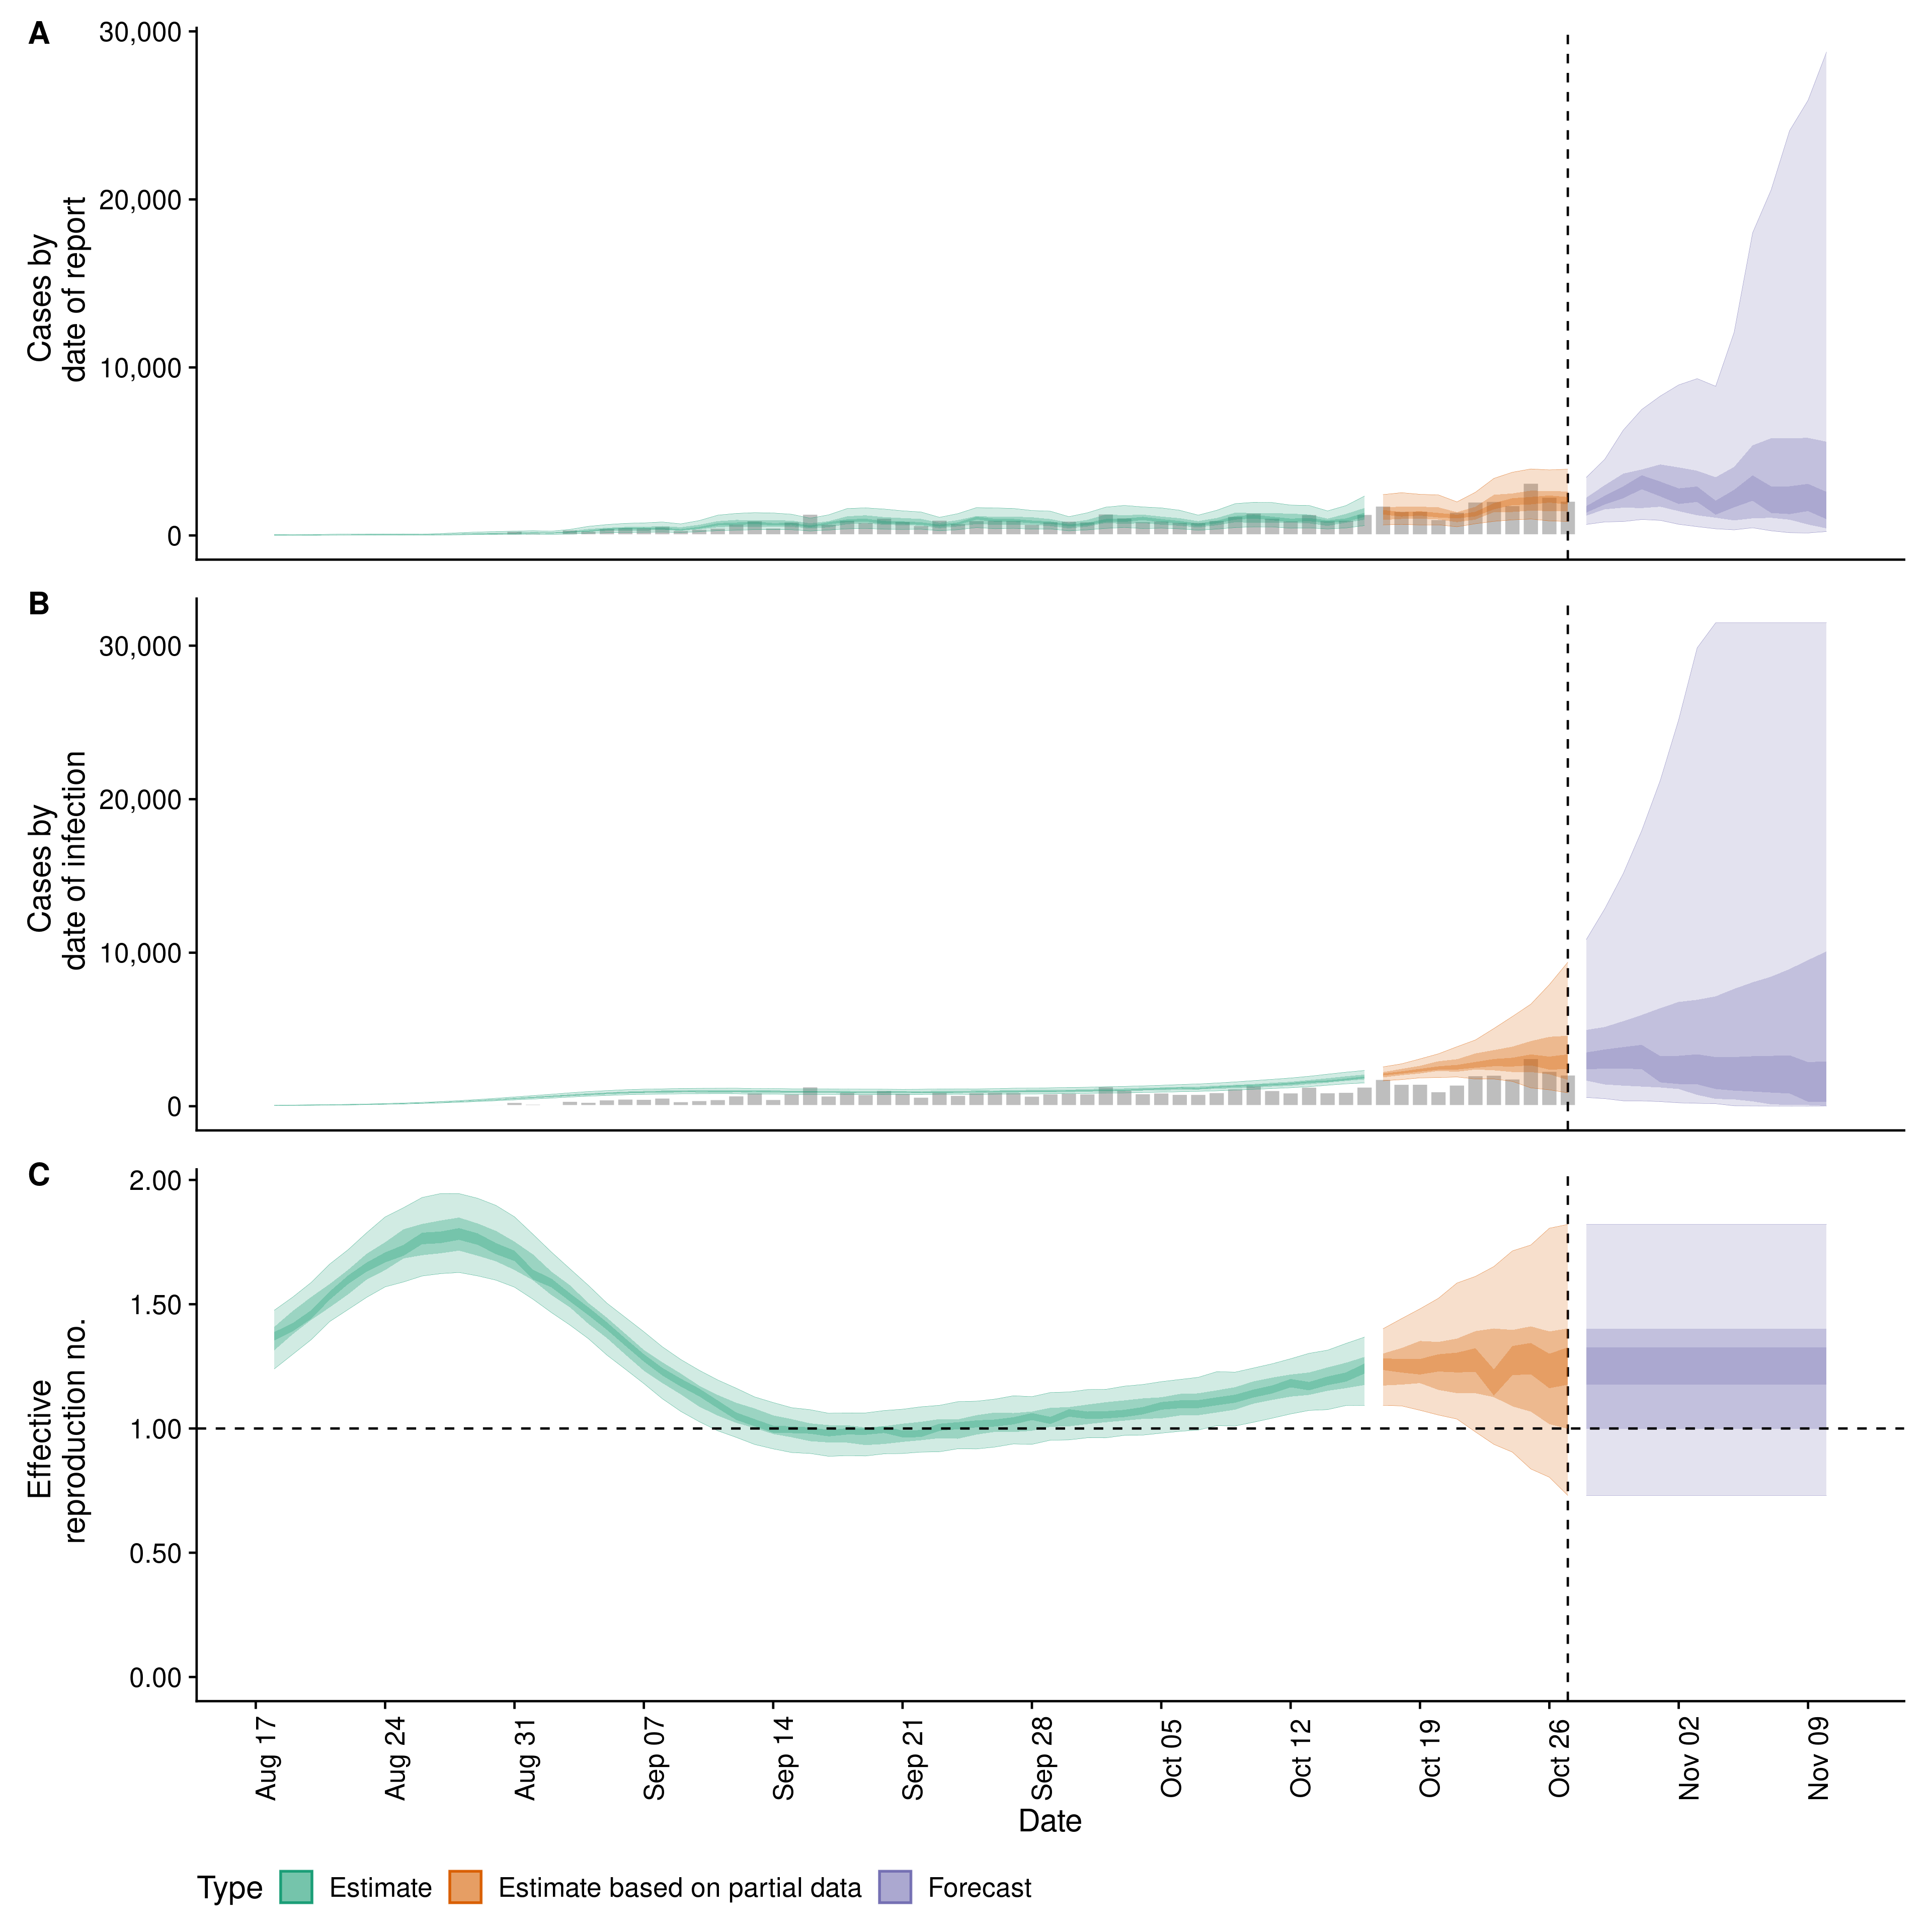 A
30,000
20,000
10,000
0
Cases by
date of report
B
30,000
20,000
10,000
0
Cases by
date of infection
C
2.00
1.50
1.00
0.50
0.00
Effective
reproduction no.
Aug 17
Aug 24
Aug 31
Sep 07
Sep 14
Sep 21
Sep 28
Oct 05
Oct 12
Oct 19
Oct 26
Nov 02
Nov 09
Date
Type Estimate Estimate based on partial data Forecast